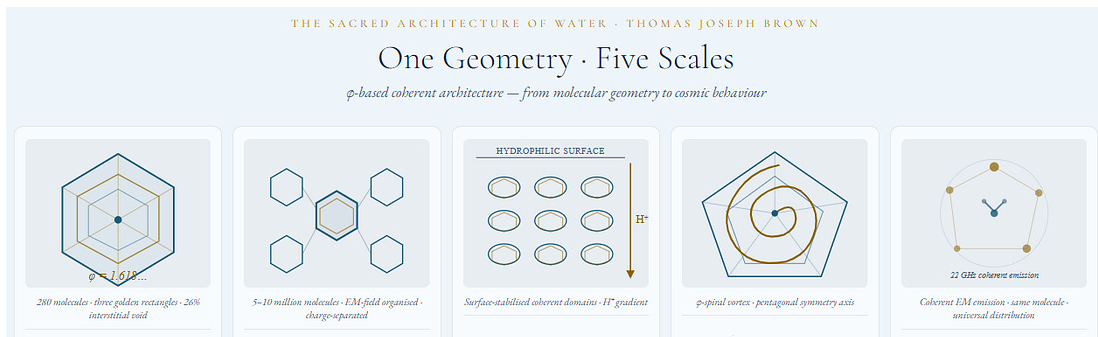 THE SACRED ARCHITECTURE OF WATER · THOMAS JOSEPH BROWN
One Geometry · Five Scales
φ-based coherent architecture — from molecular geometry to cosmic behaviour
φ = 1.618...
280 molecules · three golden rectangles · 26%
interstitial void
5–10 million molecules · EM-field organised ·
charge-separated
HYDROPHILIC SURFACE
H⁺
Surface-stabilised coherent domains · H⁺ gradient
φ-spiral vortex · pentagonal symmetry axis
22 GHz coherent emission
Coherent EM emission · same molecule ·
universal distribution